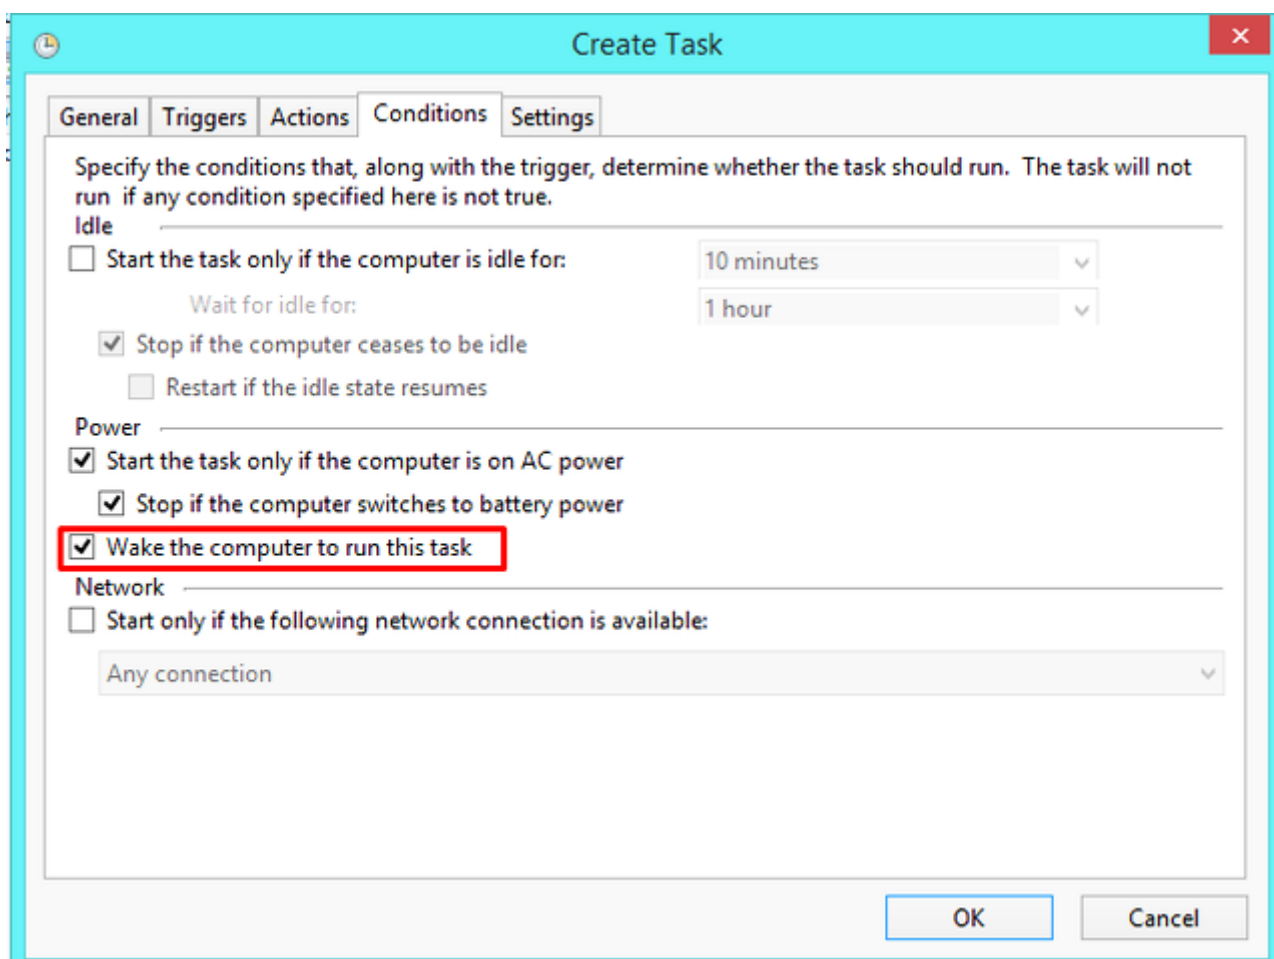 Create Task
General Triggers Actions Conditions Settings
Specify the conditions that, along with the trigger, determine whether the task should run. The task will not
run if any condition specified here is not true.
Idle
Start the task only if the computer is idle for: 10 minutes
Wait for idle for: 1 hour
Stop if the computer ceases to be idle
Restart if the idle state resumes
Power
Start the task only if the computer is on AC power
Stop if the computer switches to battery power
Wake the computer to run this task
Network
Start only if the following network connection is available:
Any connection
OK Cancel